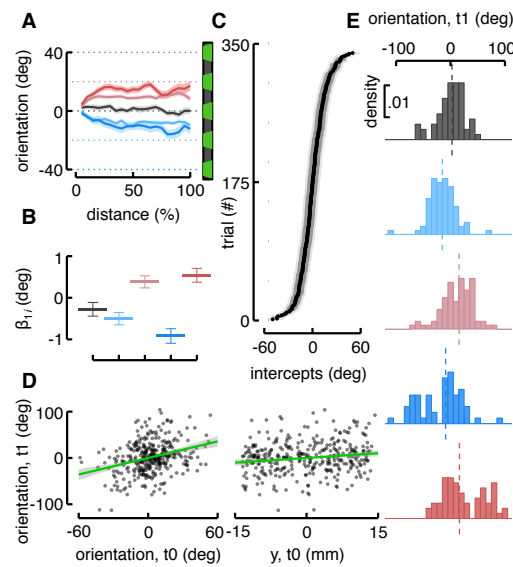 A
orientation (deg)
40
0
-40
0
50
100
distance (%)
B
β1i (deg)
1
0
-1
C
trial (#)
350
175
0
-60
0
60
intercepts (deg)
D
orientation, t1 (deg)
100
0
-100
-60
0
60
orientation, t0 (deg)
-15
0
15
y, t0 (mm)
E
orientation, t1 (deg)
-100
0
100
density
.01